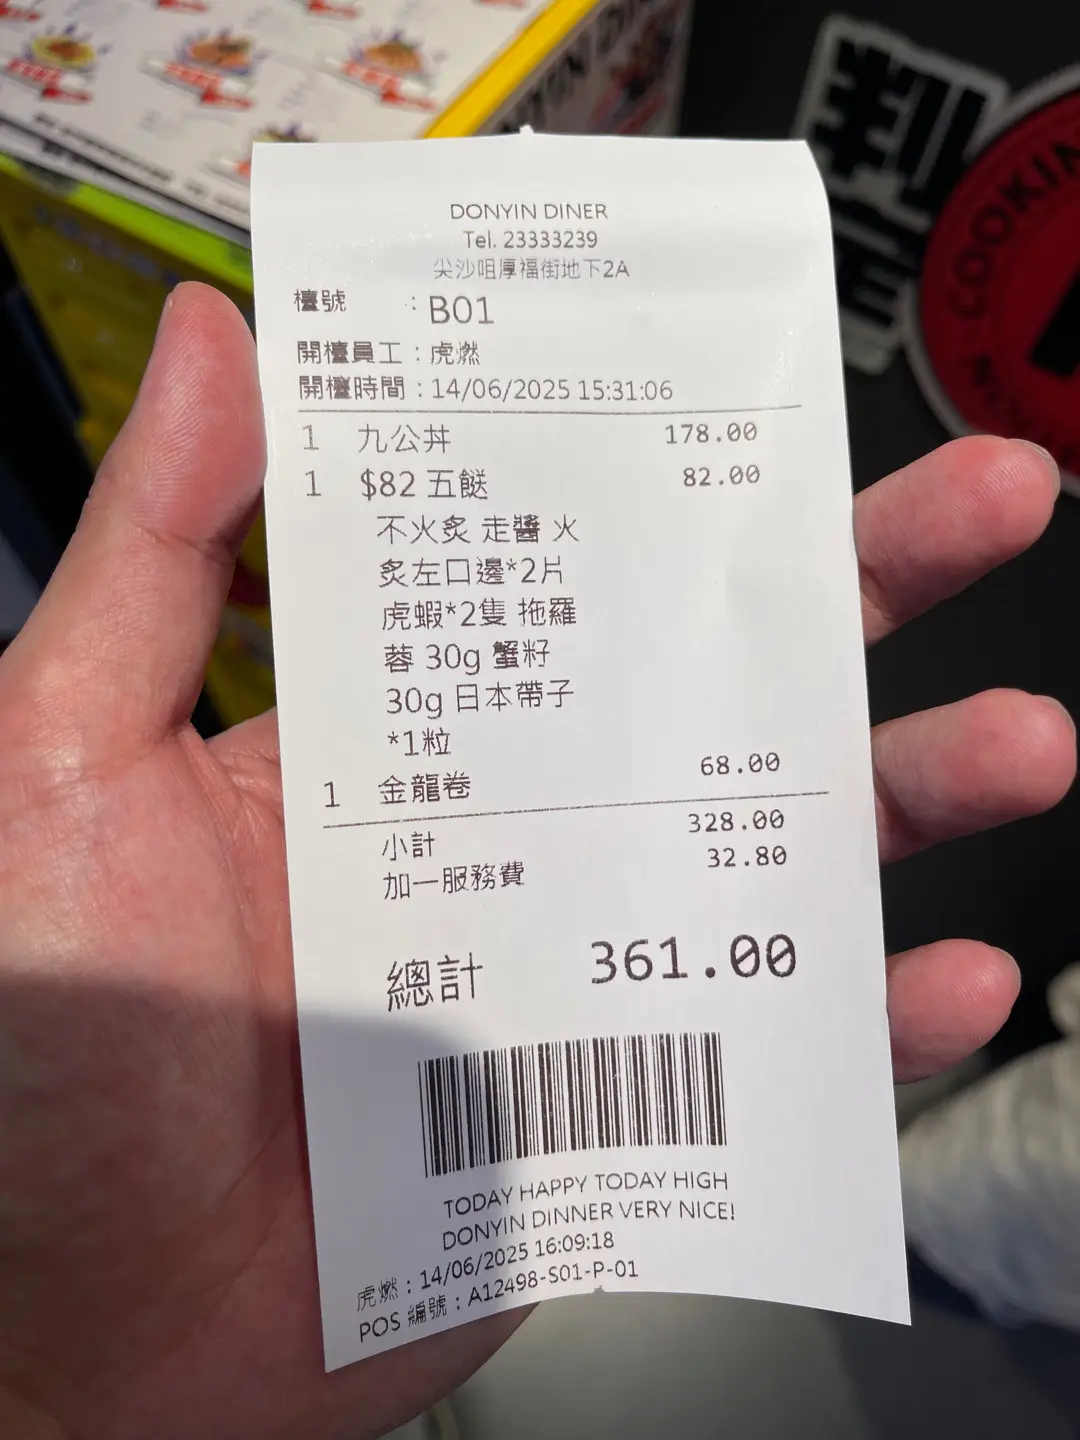 DONYIN DINER
Tel. 23333239
尖沙咀厚福街地下2A
檯號 : B01
開檯員工 : 虎燃
開檯時間 : 14/06/2025 15:31:06
1 九公丼 178.00
1 $82 五餸 82.00
不火炙 走醬 火
炙左口邊*2片
虎蝦*2隻 拖羅
蓉 30g 蟹籽
30g 日本帶子
*1粒
1 金龍卷 68.00
小計 328.00
加一服務費 32.80
總計 361.00
TODAY HAPPY TODAY HIGH
DONYIN DINNER VERY NICE!
虎燃 : 14/06/2025 16:09:18
POS 編號 : A12498-S01-P-01
COOKIN